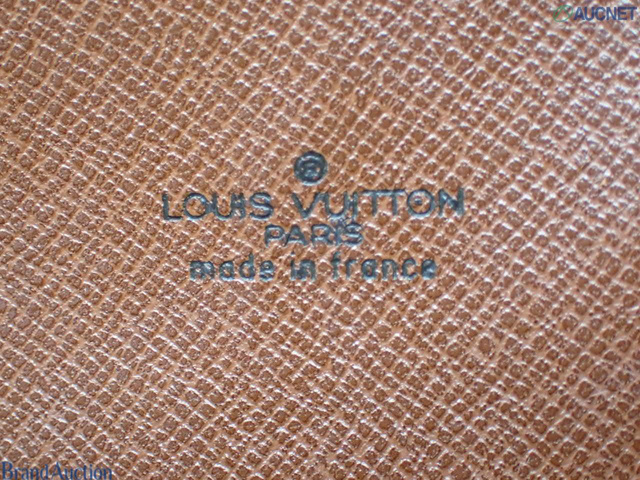 AUCNET
®
LOUIS VUITTON
PARIS
made in france
BrandAuction